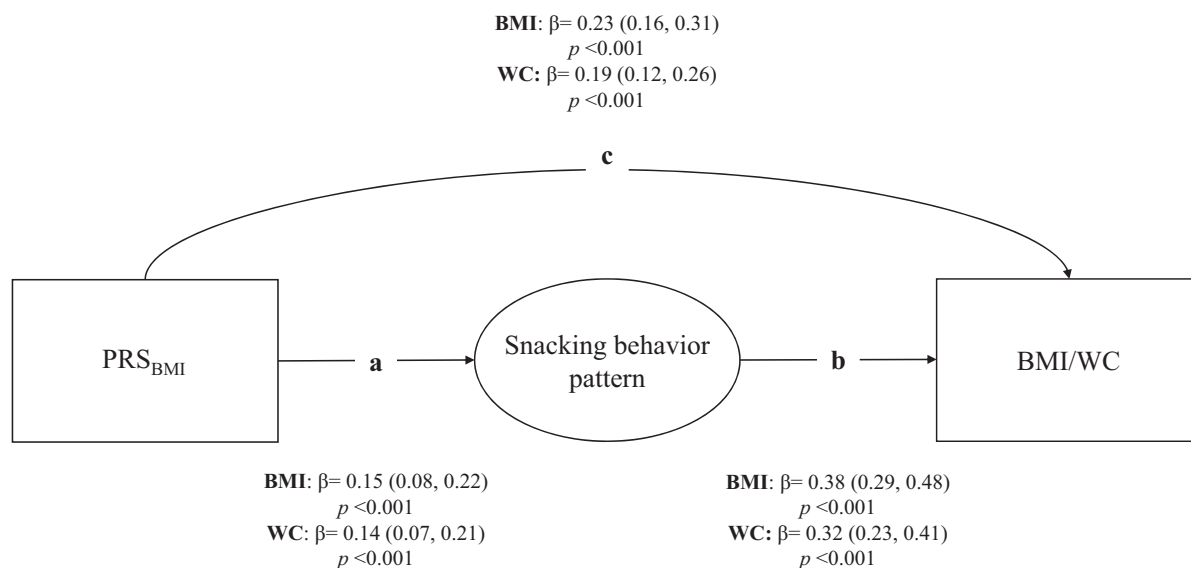 BMI: β= 0.23 (0.16, 0.31)
p <0.001
WC: β= 0.19 (0.12, 0.26)
p <0.001
c
PRSBMI
a
Snacking behavior
pattern
b
BMI/WC
BMI: β= 0.15 (0.08, 0.22)
p <0.001
WC: β= 0.14 (0.07, 0.21)
p <0.001
BMI: β= 0.38 (0.29, 0.48)
p <0.001
WC: β= 0.32 (0.23, 0.41)
p <0.001